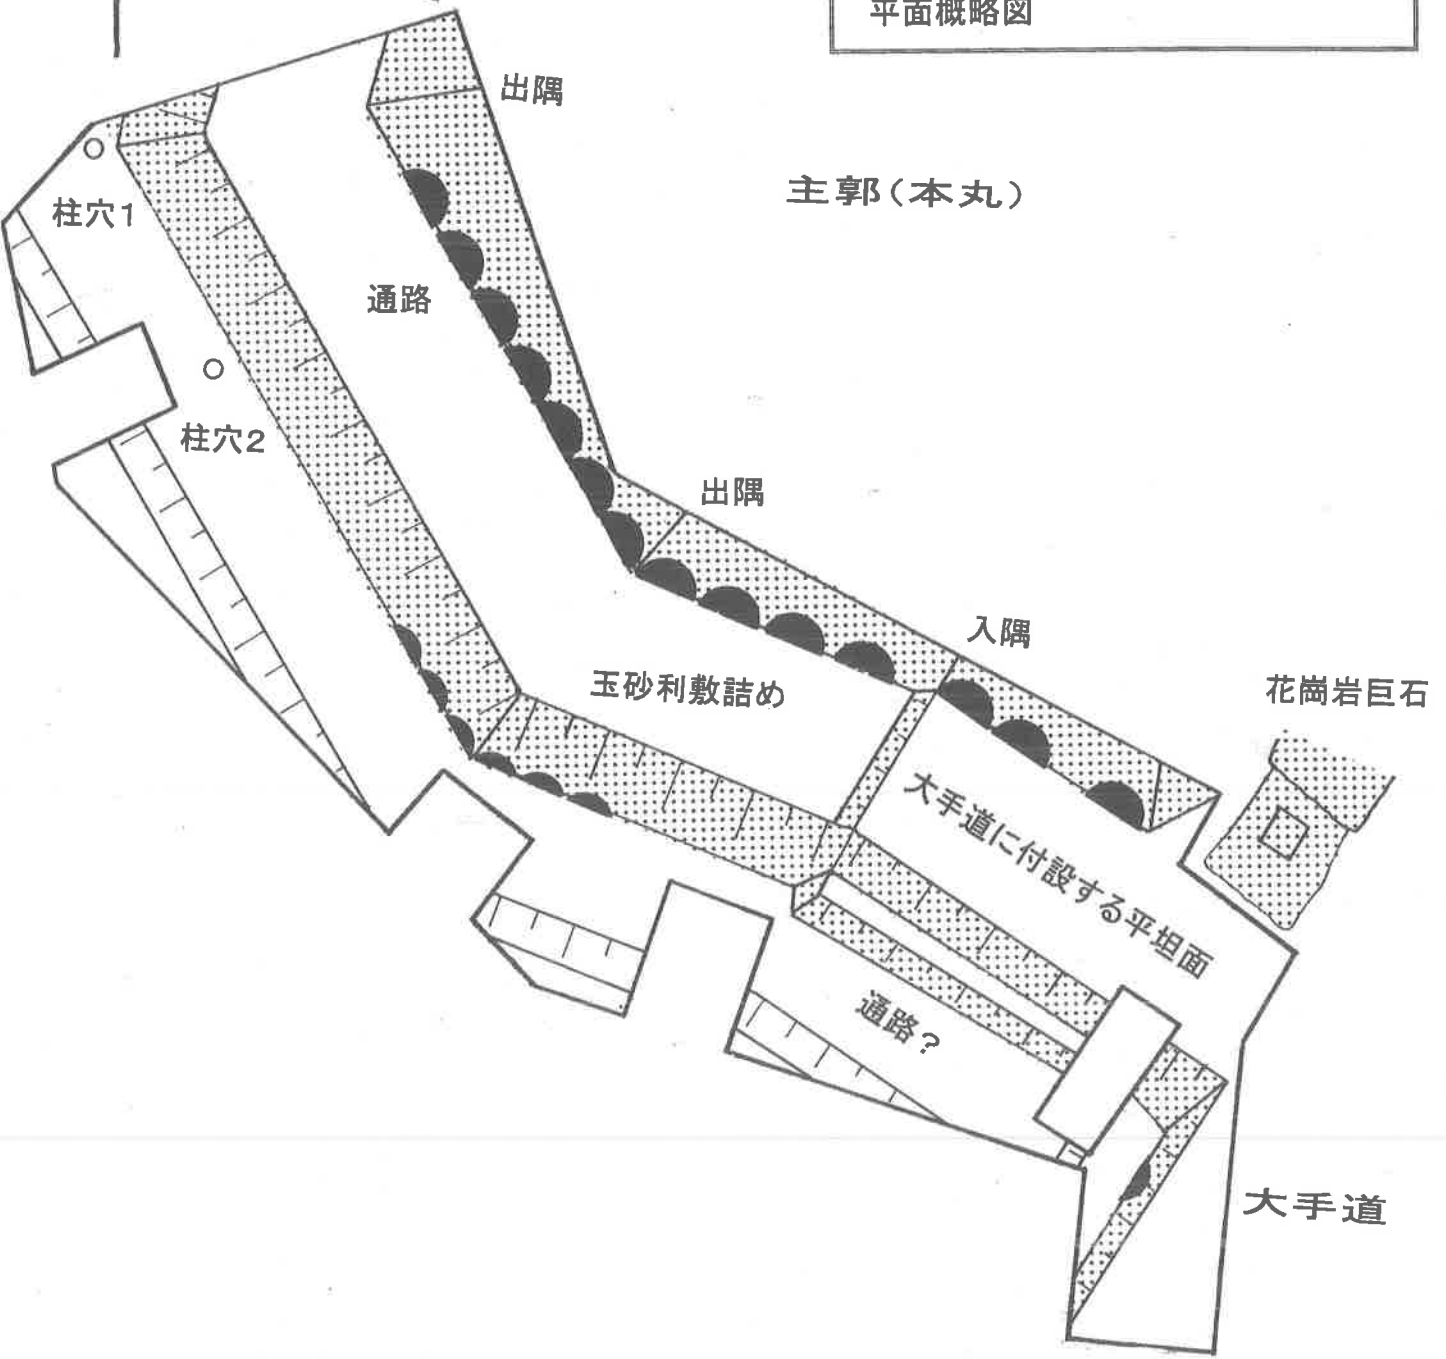 平面概略図
出隅
主郭(本丸)
柱穴1
通路
柱穴2
出隅
入隅
玉砂利敷詰め
花崗岩巨石
大手道に付設する平坦面
通路?
大手道